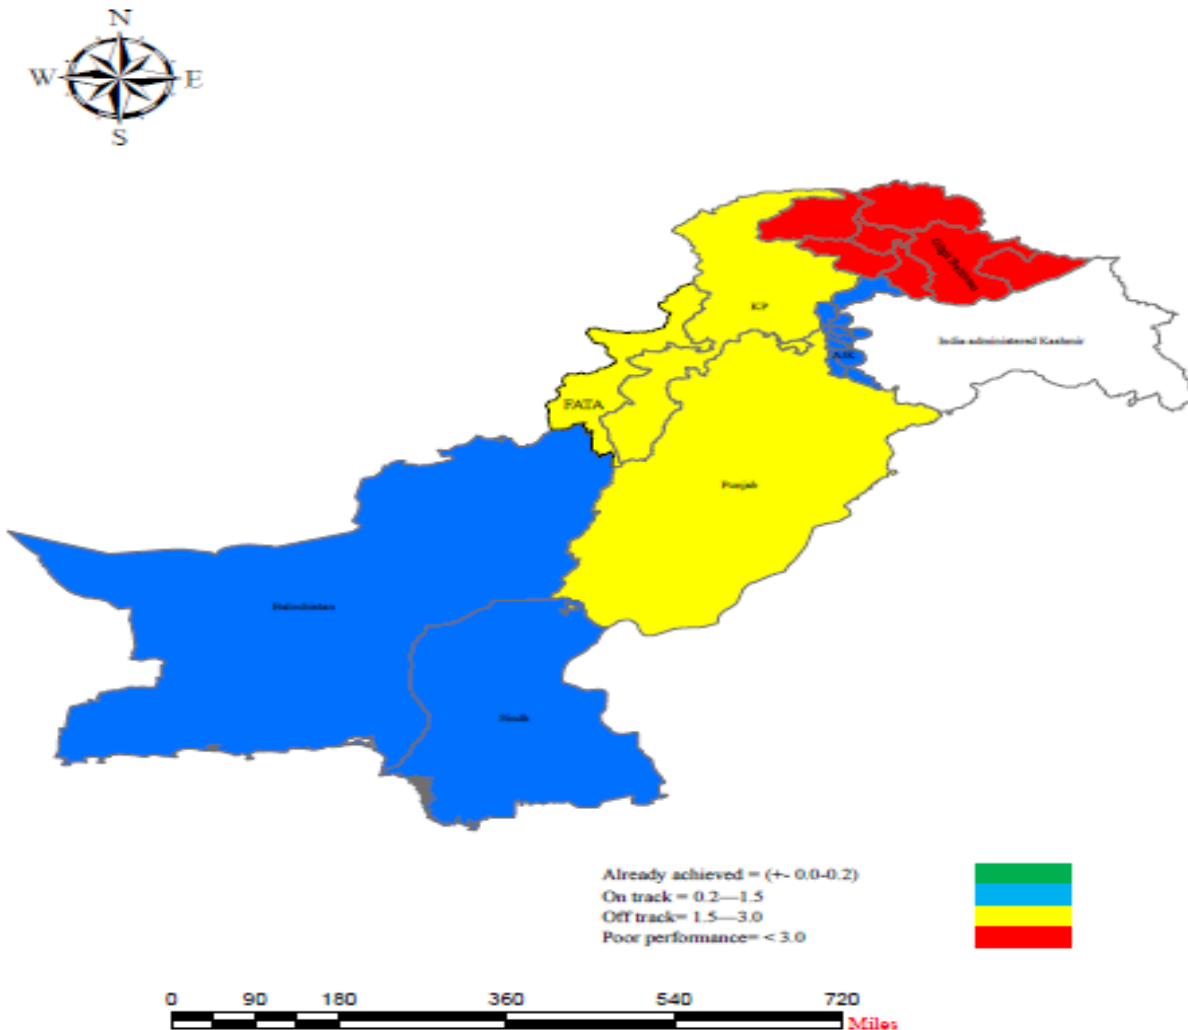 N
W E
S
Gilgit Baltistan
KP
India administered Kashmir
AJK
FATA
Punjab
Balochistan
Sindh
Already achieved = (+- 0.0-0.2)
On track = 0.2—1.5
Off track= 1.5—3.0
Poor performance= < 3.0
0 90 180 360 540 720
Miles